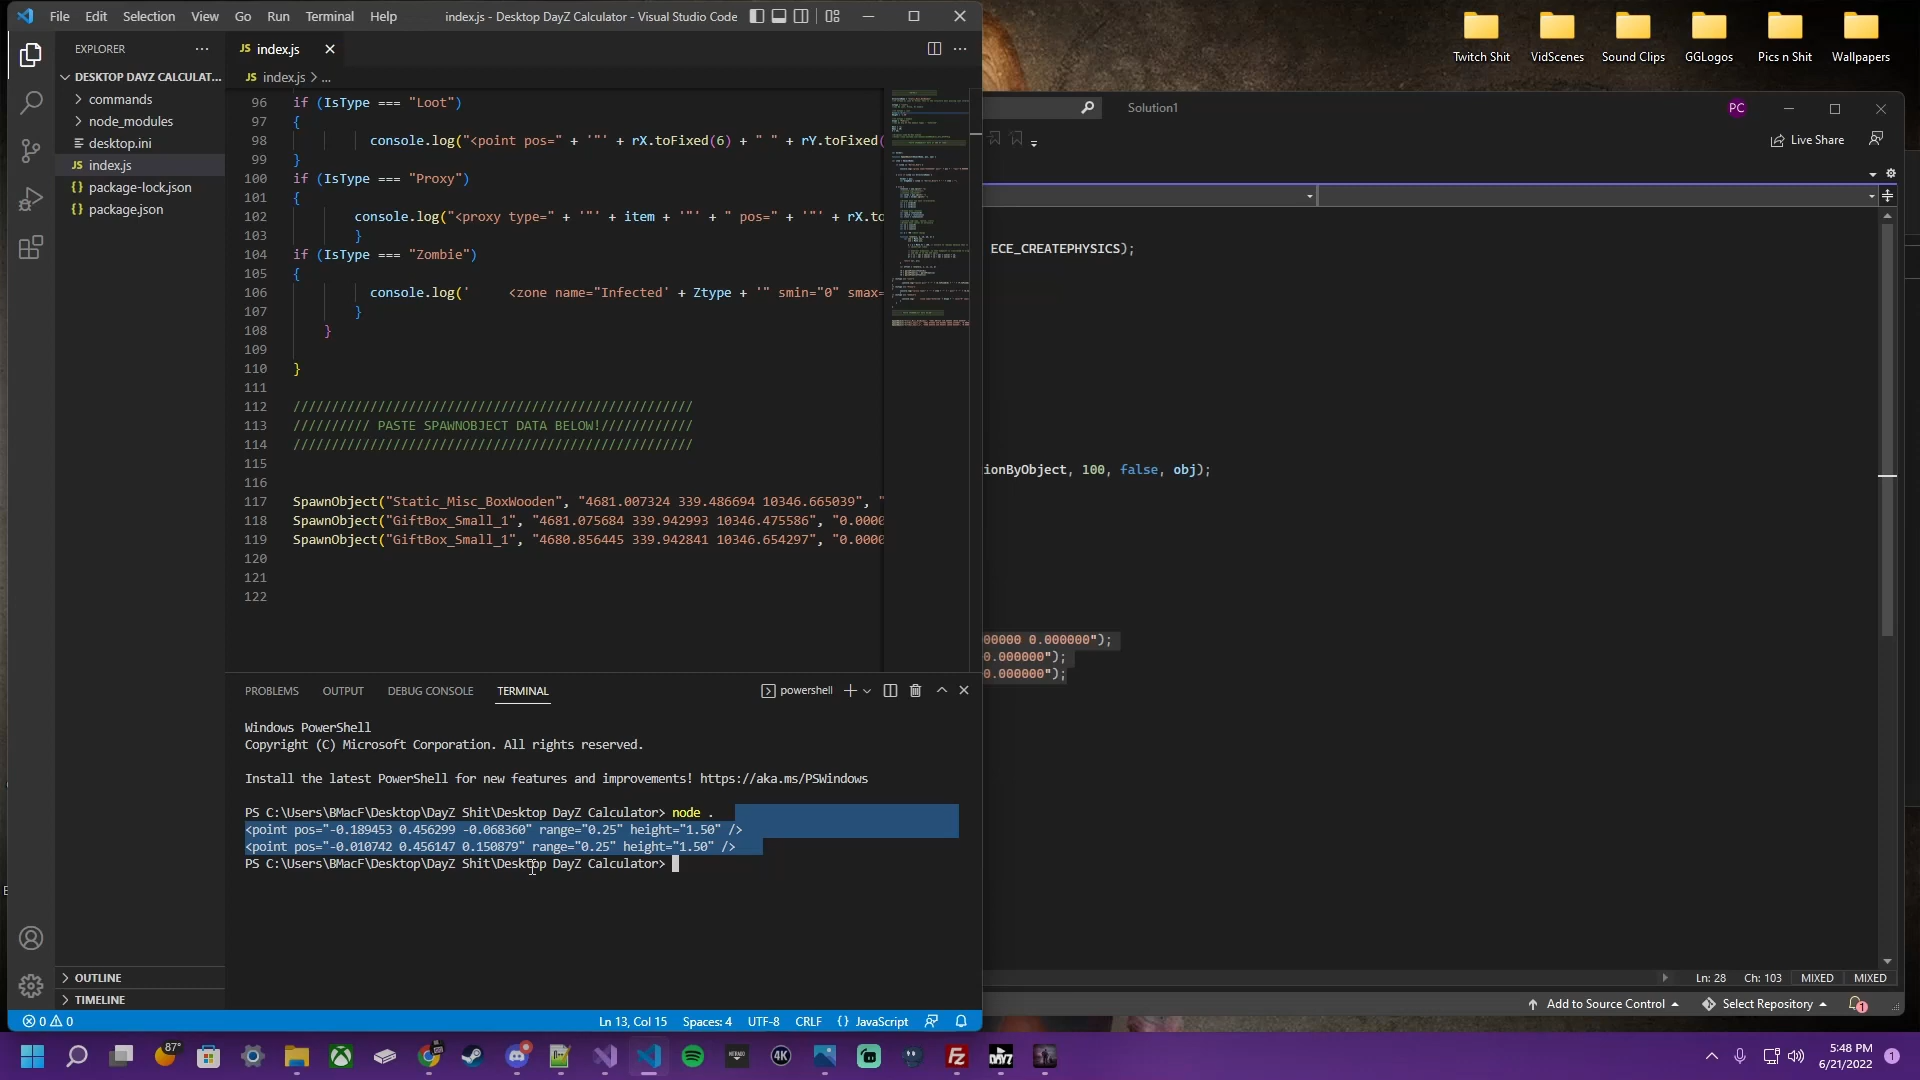 File Edit Selection View Go Run Terminal Help
index.js - Desktop DayZ Calculator - Visual Studio Code
EXPLORER
DESKTOP DAYZ CALCULAT...
commands
node_modules
desktop.ini
JS index.js
{} package-lock.json
{} package.json
OUTLINE
TIMELINE
JS index.js
JS index.js > ...
96 if (IsType === "Loot")
97 {
98 console.log("<point pos=" + '"' + rX.toFixed(6) + " " + rY.toFixed(
99 }
100 if (IsType === "Proxy")
101 {
102 console.log("<proxy type=" + '"' + item + '"' + " pos=" + '"' + rX.to
103 }
104 if (IsType === "Zombie")
105 {
106 console.log(' <zone name="Infected' + Ztype + '" smin="0" smax=
107 }
108 }
109
110 }
111
112 ////////////////////////////////////////////////////
113 ////////// PASTE SPAWNOBJECT DATA BELOW!////////////
114 ////////////////////////////////////////////////////
115
116
117 SpawnObject("Static_Misc_BoxWooden", "4681.007324 339.486694 10346.665039", "
118 SpawnObject("GiftBox_Small_1", "4681.075684 339.942993 10346.475586", "0.0000
119 SpawnObject("GiftBox_Small_1", "4680.856445 339.942841 10346.654297", "0.0000
120
121
122
PROBLEMS OUTPUT DEBUG CONSOLE TERMINAL
powershell
Windows PowerShell
Copyright (C) Microsoft Corporation. All rights reserved.
Install the latest PowerShell for new features and improvements! https://aka.ms/PSWindows
PS C:\Users\BMacF\Desktop\DayZ Shit\Desktop DayZ Calculator> node .
<point pos="-0.189453 0.456299 -0.068360" range="0.25" height="1.50" />
<point pos="-0.010742 0.456147 0.150879" range="0.25" height="1.50" />
PS C:\Users\BMacF\Desktop\DayZ Shit\Desktop DayZ Calculator>
0 0
Ln 13, Col 15 Spaces: 4 UTF-8 CRLF {} JavaScript
Twitch Shit VidScenes Sound Clips GGLogos Pics n Shit Wallpapers
Solution1
PC
Live Share
ECE_CREATEPHYSICS);
ionByObject, 100, false, obj);
00000 0.000000");
0.000000");
0.000000");
Ln: 28 Ch: 103 MIXED MIXED
Add to Source Control Select Repository 1
87°
4K
DAYZ
5:48 PM
6/21/2022
1